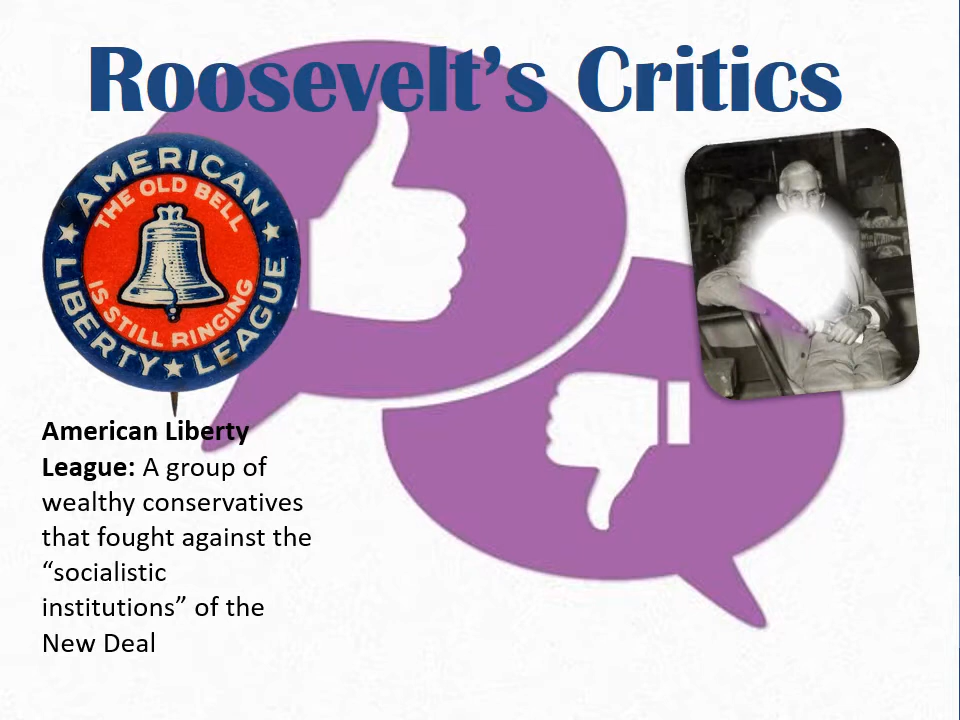 Roosevelt’s Critics
AMERICAN
THE OLD BELL
IS STILL RINGING
LIBERTY ★ LEAGUE
American Liberty
League: A group of
wealthy conservatives
that fought against the
“socialistic
institutions” of the
New Deal